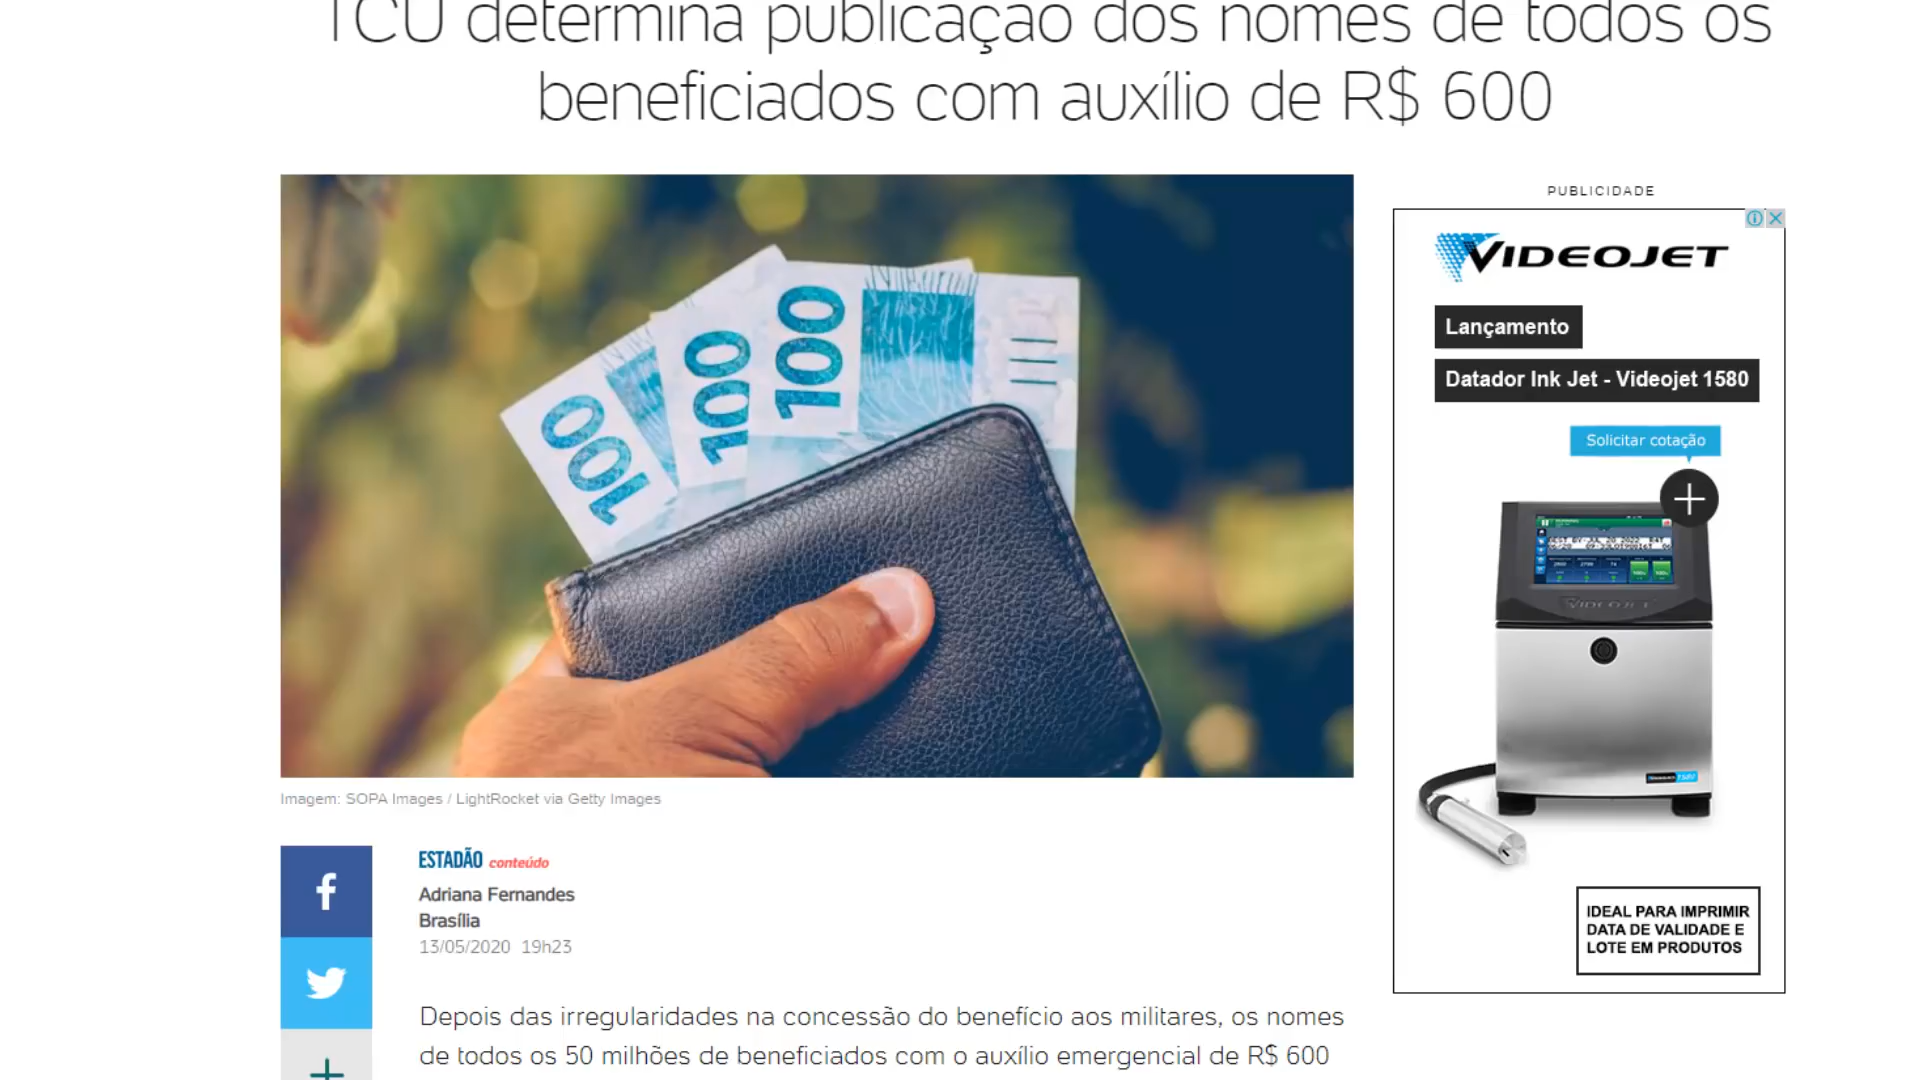 TCU determina publicação dos nomes de todos os
beneficiados com auxílio de R$ 600
PUBLICIDADE
VIDEOJET
Lançamento
Datador Ink Jet - Videojet 1580
Solicitar cotação
100
100
100
VIDEOJET
IDEAL PARA IMPRIMIR
DATA DE VALIDADE E
LOTE EM PRODUTOS
Imagem: SOPA Images / LightRocket via Getty Images
ESTADÃO conteúdo
Adriana Fernandes
Brasília
13/05/2020 19h23
Depois das irregularidades na concessão do benefício aos militares, os nomes
de todos os 50 milhões de beneficiados com o auxílio emergencial de R$ 600